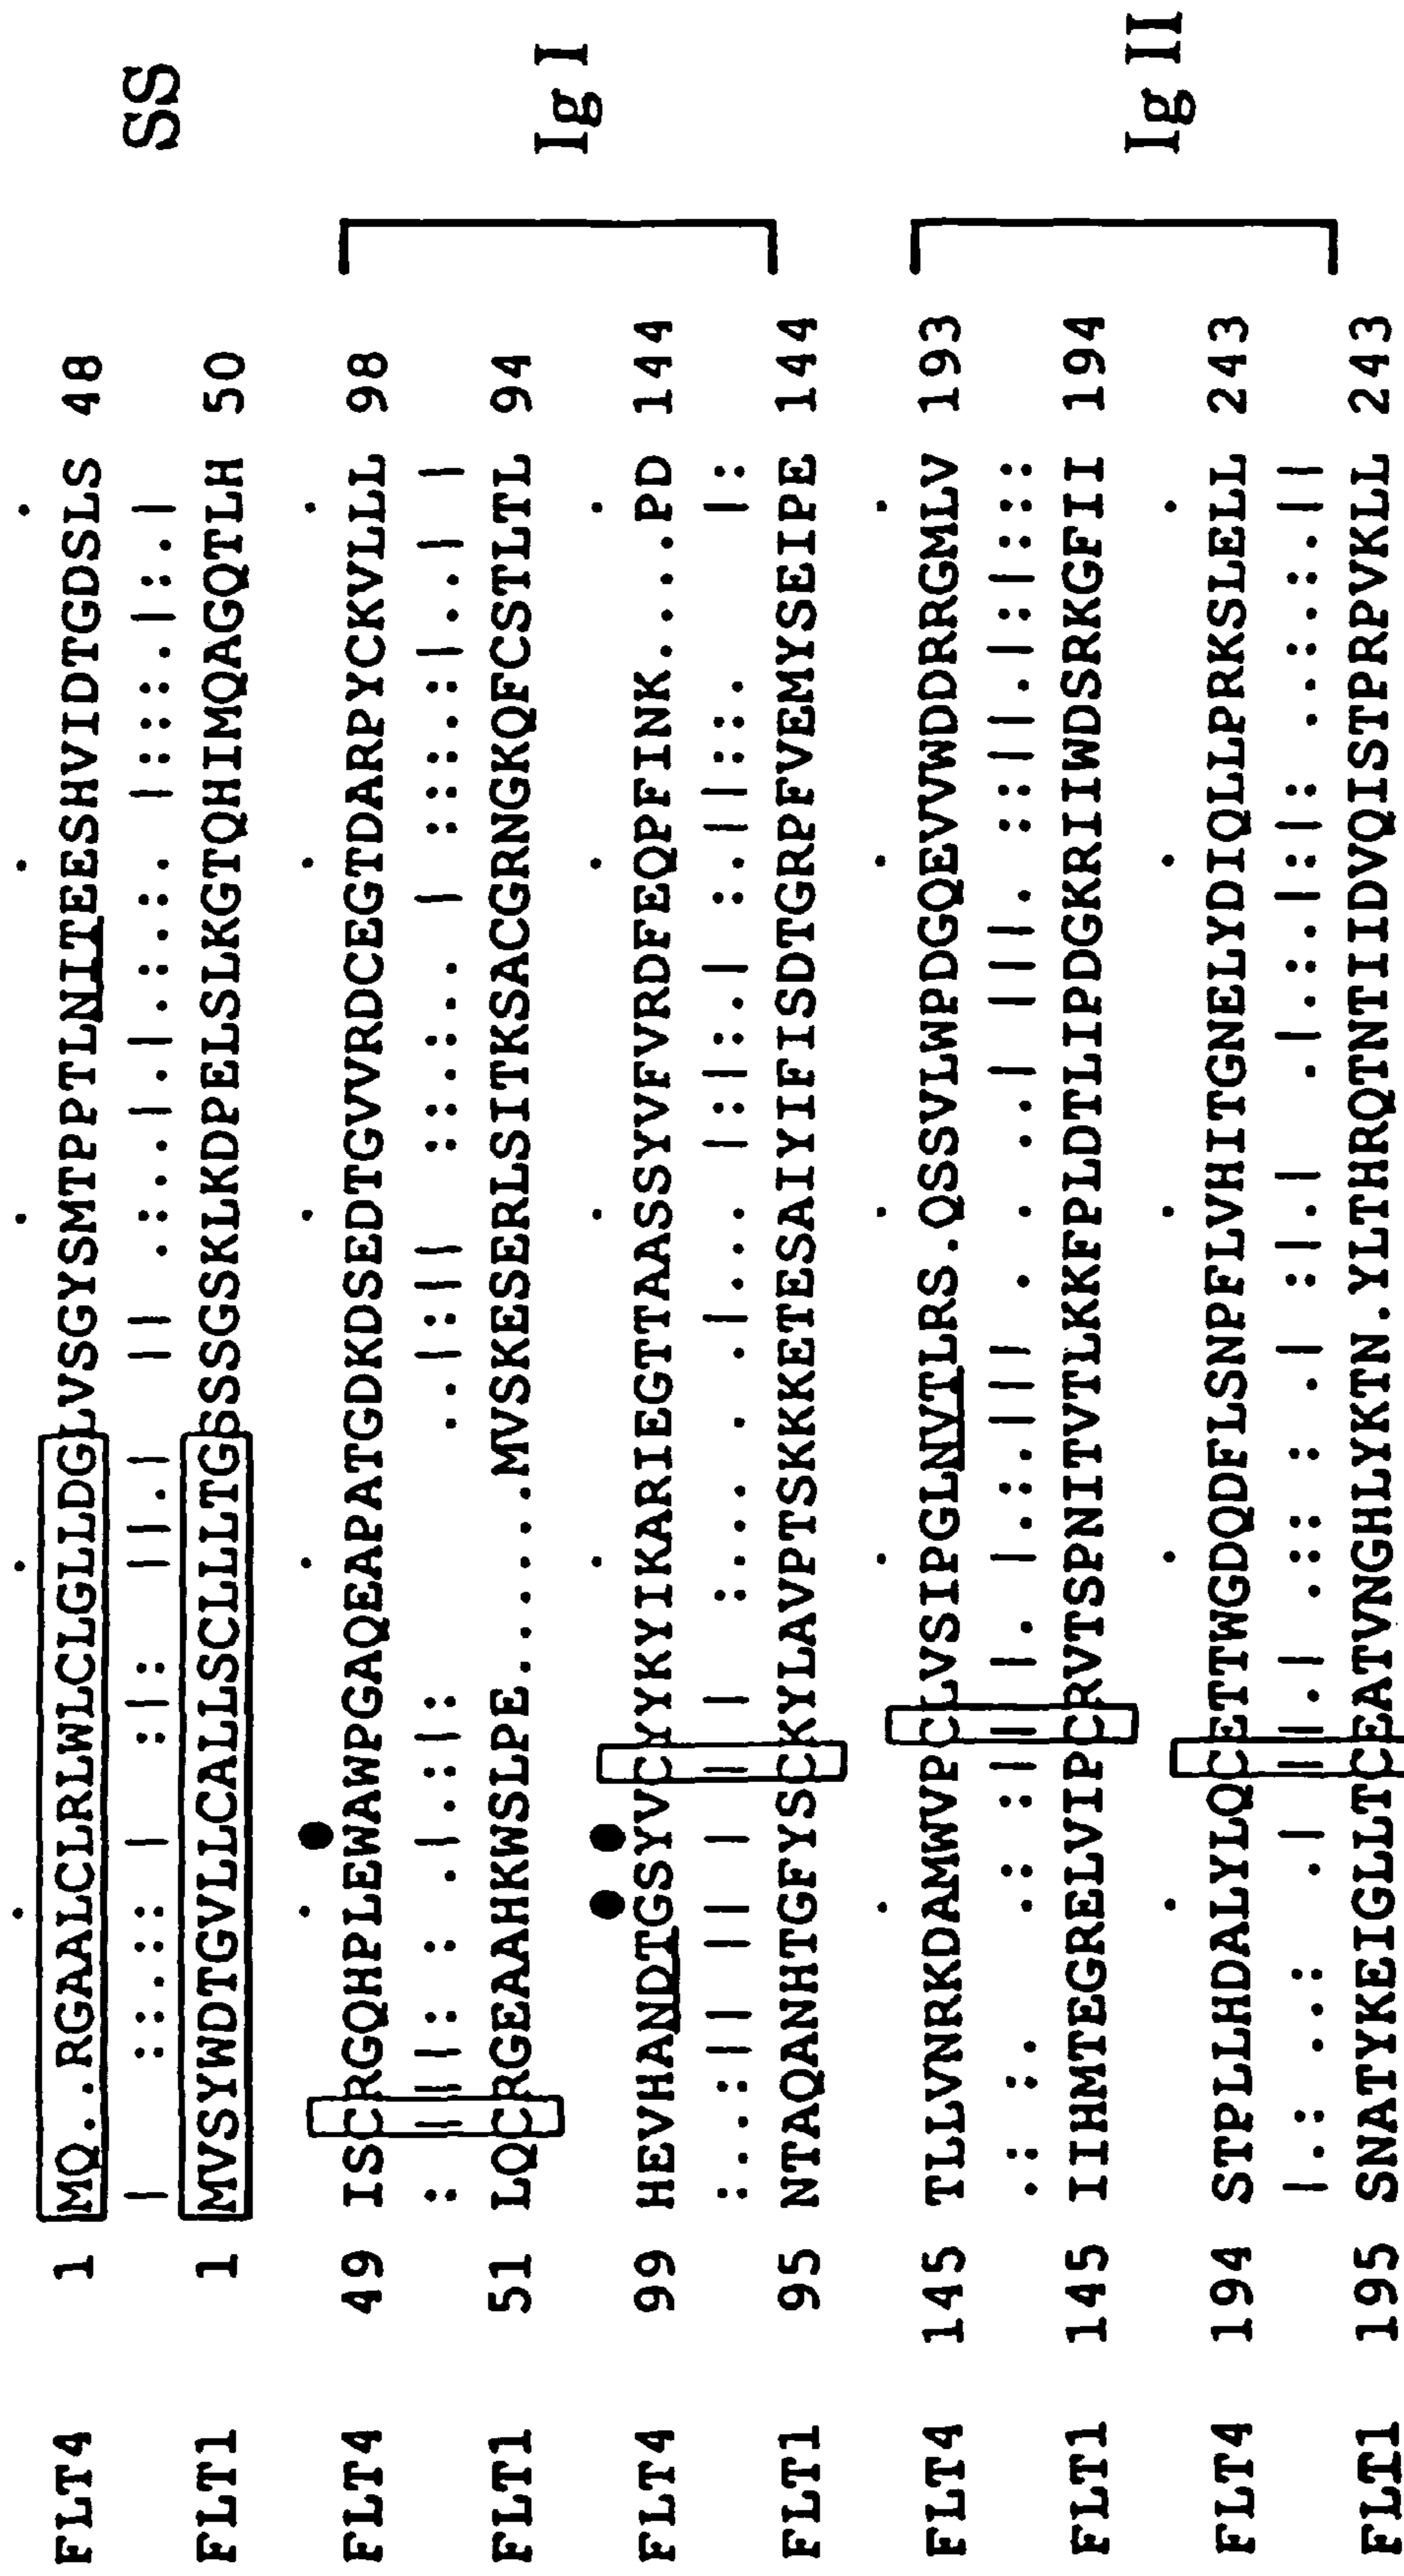 FLT4 1 MQ..RGAALCLRLWLCLGLLDGLVSGYSMTPPTLNITEESHVIDTGDSLS 48
FLT1 1 MVSYWDTGVLLCALLSCLLLTGSSSGSKLKDPELSLKGTQHIMQAGQTLH 50
SS
FLT4 49 ISCRGQHPLEWAWPGAQEAPATGDKDSEDTGVVRDCEGTDARPYCKVLLL 98
FLT1 51 LQCRGEAAHKWSLPE......MVSKESERLSITKSACGRNGKQFCSTLTL 94
FLT4 99 HEVHANDTGSYVCYYKYIKARIEGTTAASSYVFVRDFEQPFINK....PD 144
FLT1 95 NTAQANHTGFYSCKYLAVPTSKKKETESAIYIFISDTGRPFVEMYSEIPE 144
Ig I
FLT4 145 TLLVNRKDAMWVPCLVSIPGLNVTLRS.QSSVLWPDGQEVVWDDRRGMLV 193
FLT1 145 IIHMTEGRELVIPCRVTSPNITVTLKKFPLDTLIPDGKRIIWDSRKGFII 194
FLT4 194 STPLLHDALYLQCETTWGDQDFLSNPFLVHITGNELYDIQLLPRKSLELL 243
FLT1 195 SNATYKEIGLLTCEATVNGHLYKTN.YLTHRQTNTIIDVQISTPRPVKLL 243
Ig II